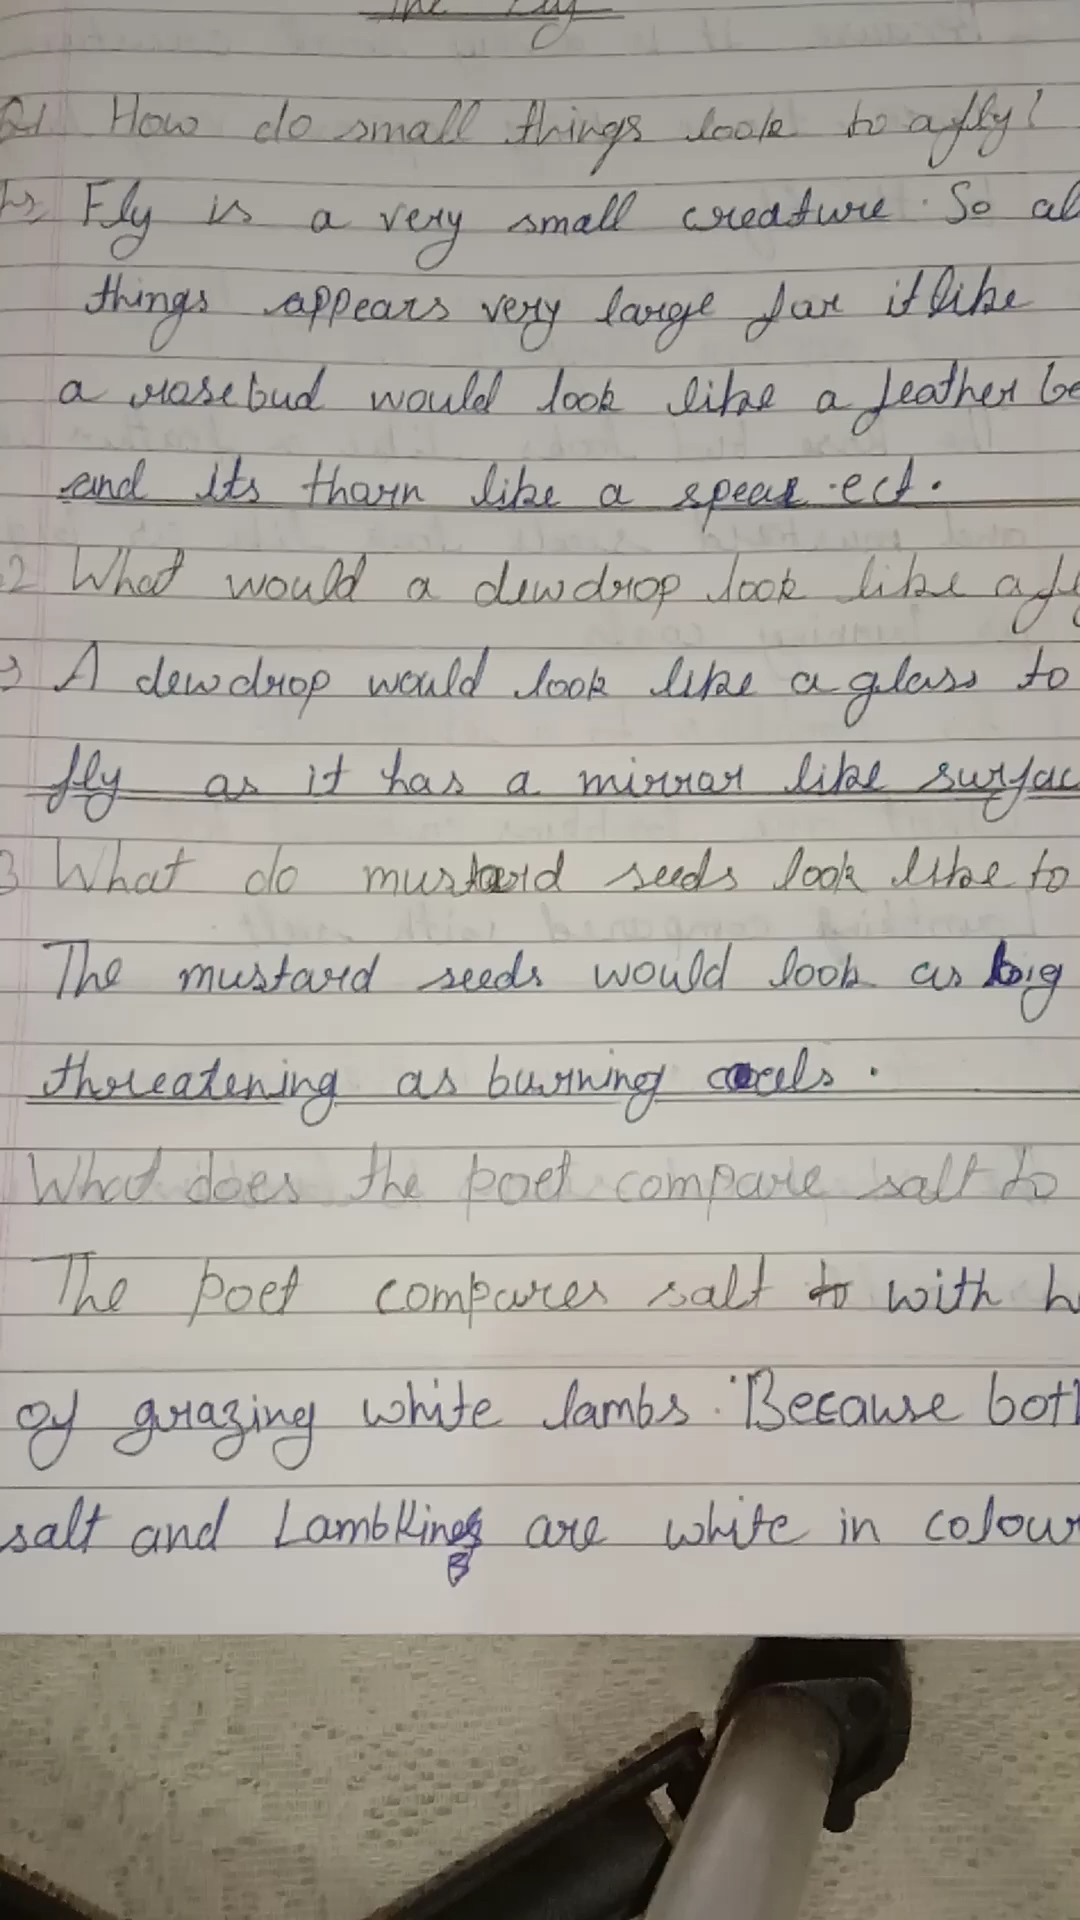 The Fly
Q1 How do small things look to a fly?
Fly is a very small creature. So al
things appears very large for it like
a rosebud would look like a feather be
and its thorn like a spear ect.
2 What would a dewdrop look like a fl
A dewdrop would look like a glass to
fly as it has a mirror like surfac
3 What do mustard seeds look like to
The mustard seeds would look as big
threatening as burning coals.
What does the poet compare salt to
The poet compares salt to with h
of grazing white lambs. Because both
salt and Lambkines are white in colour